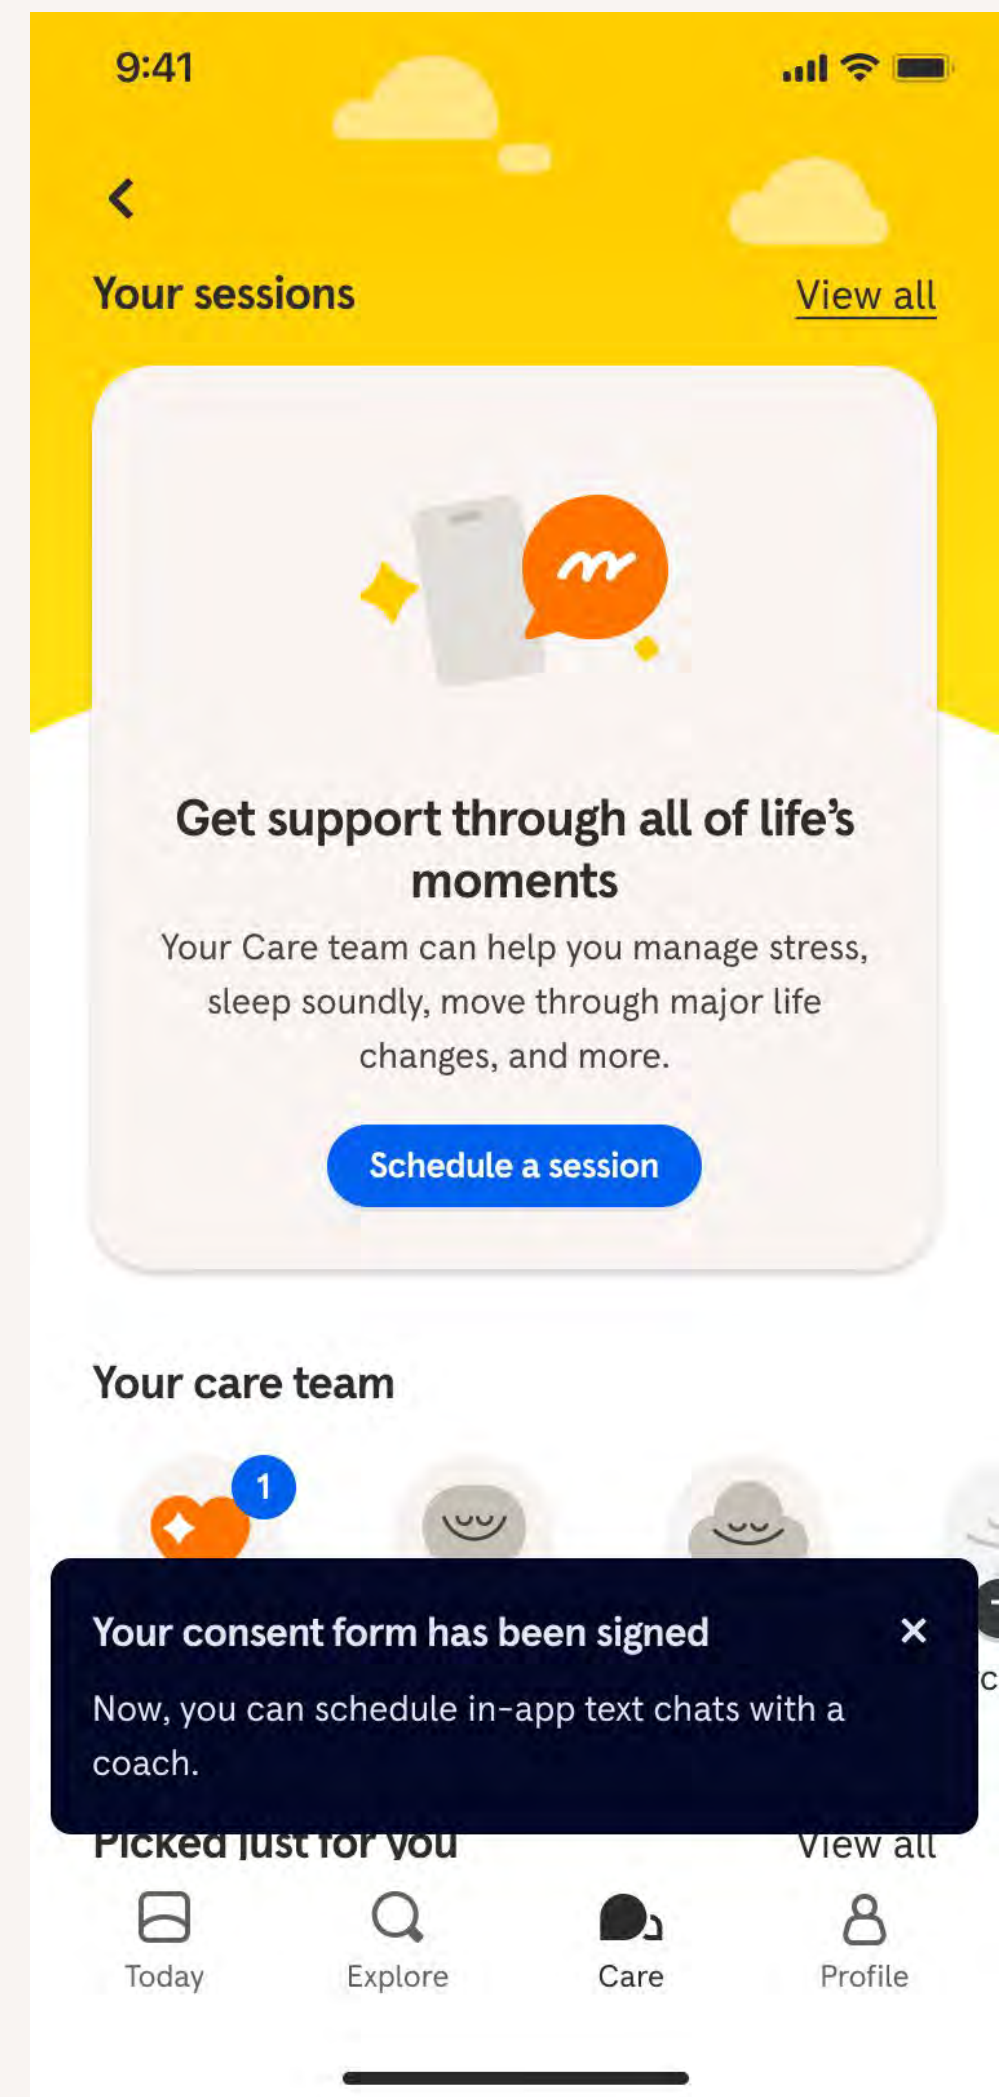 9:41
Your sessions
View all
Get support through all of life's
moments
Your Care team can help you manage stress,
sleep soundly, move through major life
changes, and more.
Schedule a session
Your care team
1
Your consent form has been signed
Now, you can schedule in-app text chats with a
coach.
Picked just for you
View all
Today
Explore
Care
Profile